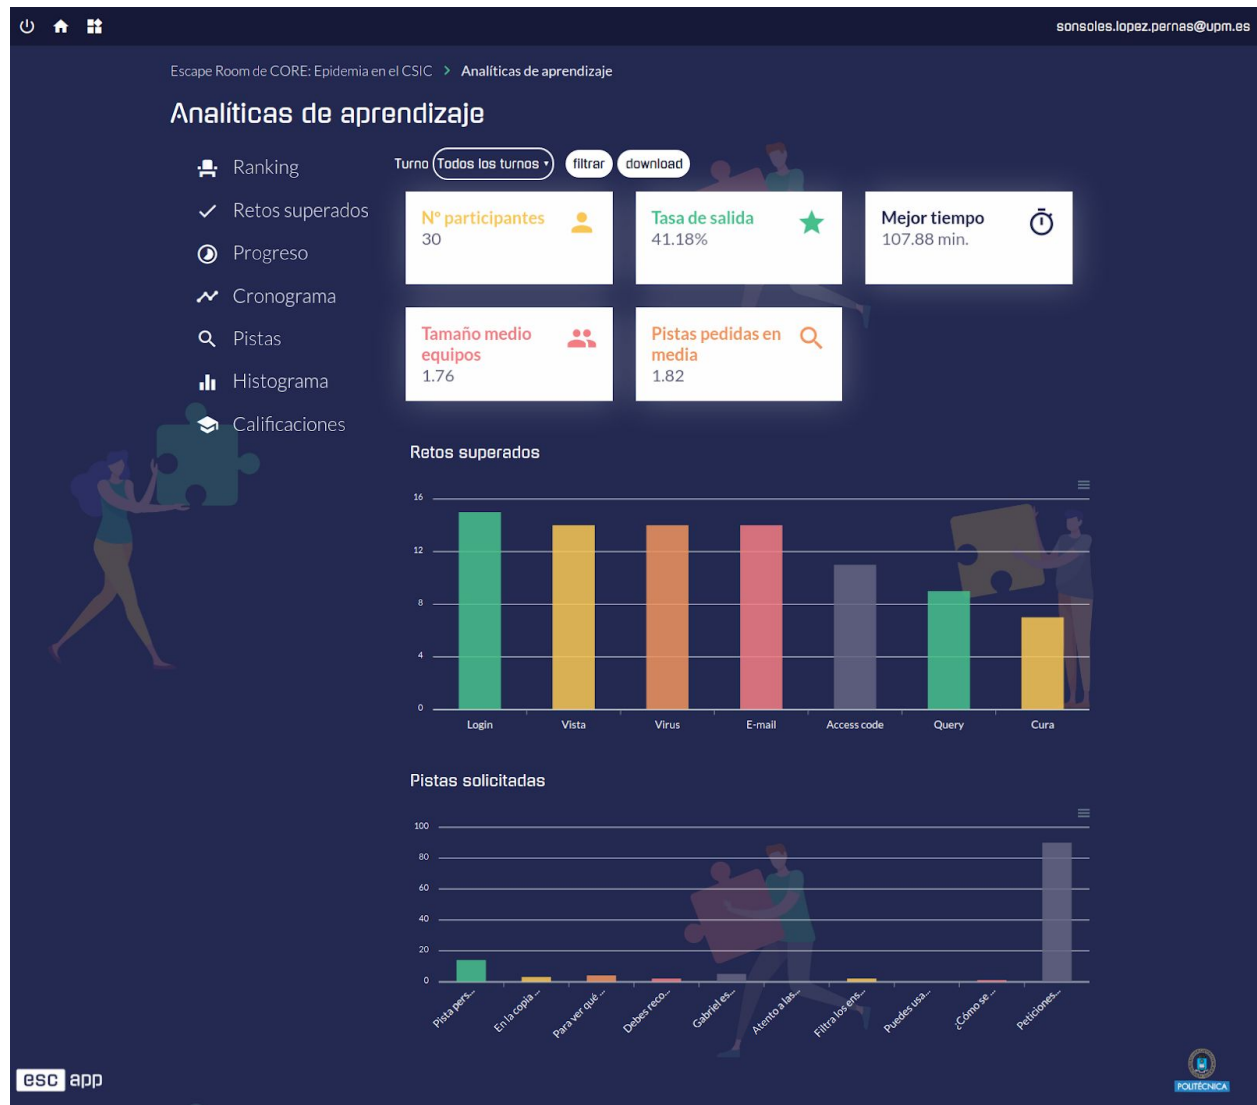 sonsoles.lopez.pernas@upm.es
Escape Room de CORE: Epidemia en el CSIC > Analíticas de aprendizaje
Analíticas de aprendizaje
Ranking
Retos superados
Progreso
Cronograma
Pistas
Histograma
Calificaciones
Turno Todos los turnos filtrar download
Nº participantes
30
Tasa de salida
41.18%
Mejor tiempo
107.88 min.
Tamaño medio
equipos
1.76
Pistas pedidas en
media
1.82
Retos superados
16
12
8
4
0
Login Vista Virus E-mail Access code Query Cura
Pistas solicitadas
100
80
60
40
20
0
Pista pers...
En la copia ...
Para ver qué ...
Debes reco...
Gabriel es...
Atento a las...
Filtra los ens...
Puedes usa...
¿Cómo se ...
Peticiones...
esc app
POLITÉCNICA